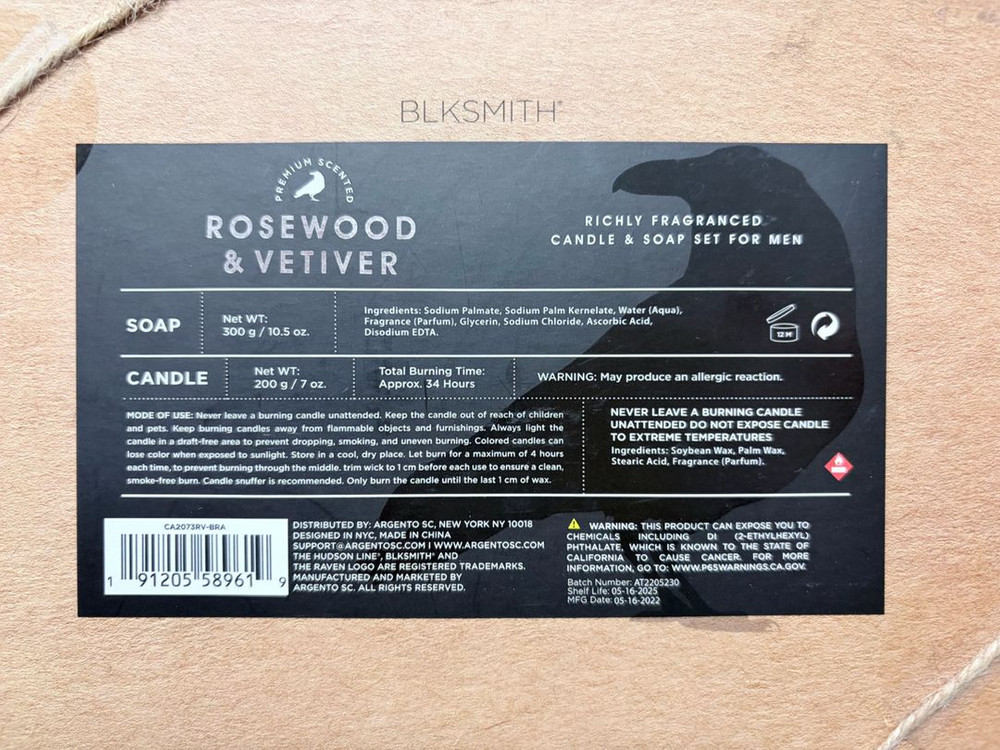 BLKSMITH®
PREMIUM SCENTED
ROSEWOOD
& VETIVER
RICHLY FRAGRANCED
CANDLE & SOAP SET FOR MEN
SOAP
Net WT:
300 g / 10.5 oz.
Ingredients: Sodium Palmate, Sodium Palm Kernelate, Water (Aqua),
Fragrance (Parfum), Glycerin, Sodium Chloride, Ascorbic Acid,
Disodium EDTA.
12 M
CANDLE
Net WT:
200 g / 7 oz.
Total Burning Time:
Approx. 34 Hours
WARNING: May produce an allergic reaction.
MODE OF USE: Never leave a burning candle unattended. Keep the candle out of reach of children
and pets. Keep burning candles away from flammable objects and furnishings. Always light the
candle in a draft-free area to prevent dropping, smoking, and uneven burning. Colored candles can
lose color when exposed to sunlight. Store in a cool, dry place. Let burn for a maximum of 4 hours
each time, to prevent burning through the middle. trim wick to 1 cm before each use to ensure a clean,
smoke-free burn. Candle snuffer is recommended. Only burn the candle until the last 1 cm of wax.
NEVER LEAVE A BURNING CANDLE
UNATTENDED DO NOT EXPOSE CANDLE
TO EXTREME TEMPERATURES
Ingredients: Soybean Wax, Palm Wax,
Stearic Acid, Fragrance (Parfum).
CA2073RV-BRA
1 91205 58961 9
DISTRIBUTED BY: ARGENTO SC, NEW YORK NY 10018
DESIGNED IN NYC, MADE IN CHINA
SUPPORT@ARGENTOSC.COM I WWW.ARGENTOSC.COM
THE HUDSON LINE®, BLKSMITH® AND
THE RAVEN LOGO ARE REGISTERED TRADEMARKS.
MANUFACTURED AND MARKETED BY
ARGENTO SC. ALL RIGHTS RESERVED.
WARNING: THIS PRODUCT CAN EXPOSE YOU TO
CHEMICALS INCLUDING DI (2-ETHYLHEXYL)
PHTHALATE, WHICH IS KNOWN TO THE STATE OF
CALIFORNIA TO CAUSE CANCER. FOR MORE
INFORMATION, GO TO: WWW.P65WARNINGS.CA.GOV.
Batch Number: AT2205230
Shelf Life: 05-16-2025
MFG Date: 05-16-2022